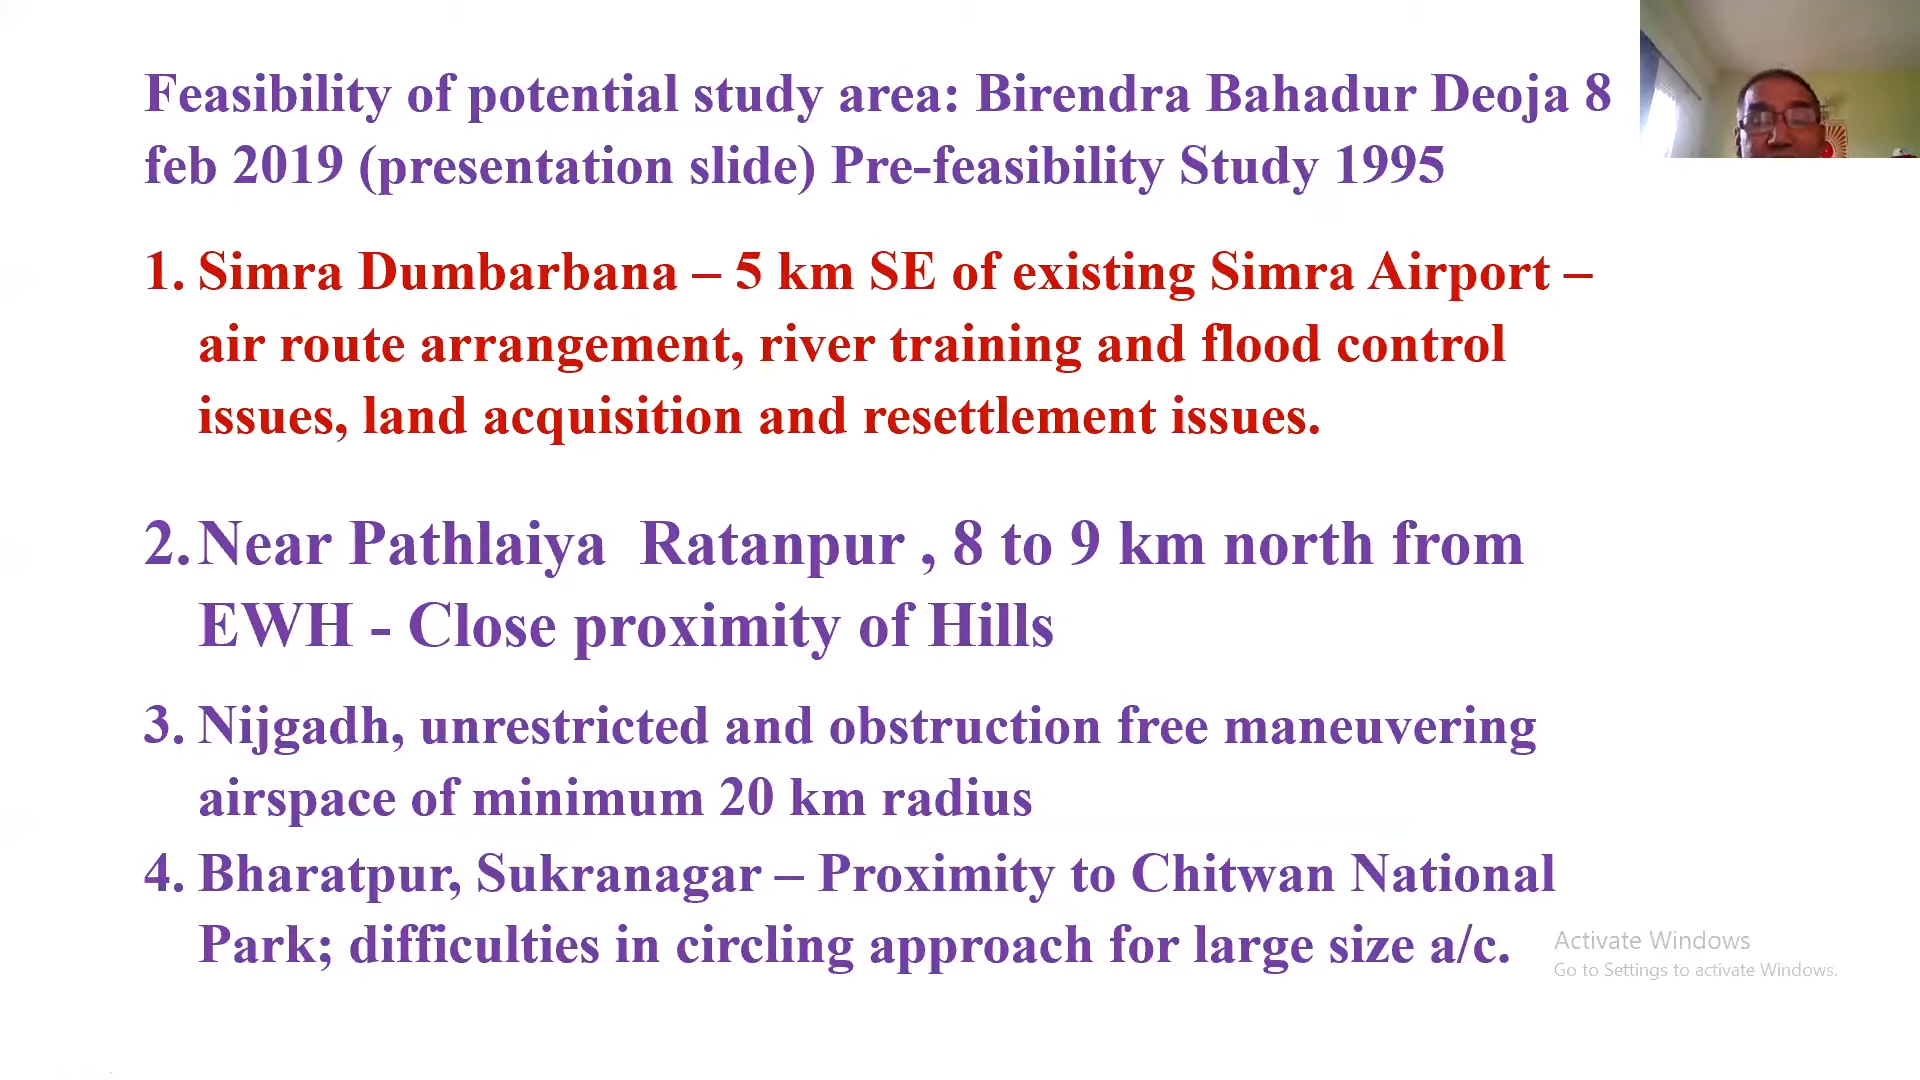 Feasibility of potential study area: Birendra Bahadur Deoja 8
feb 2019 (presentation slide) Pre-feasibility Study 1995
1. Simra Dumbarbana – 5 km SE of existing Simra Airport –
air route arrangement, river training and flood control
issues, land acquisition and resettlement issues.
2. Near Pathlaiya Ratanpur , 8 to 9 km north from
EWH - Close proximity of Hills
3. Nijgadh, unrestricted and obstruction free maneuvering
airspace of minimum 20 km radius
4. Bharatpur, Sukranagar – Proximity to Chitwan National
Park; difficulties in circling approach for large size a/c.
Activate Windows
Go to Settings to activate Windows.